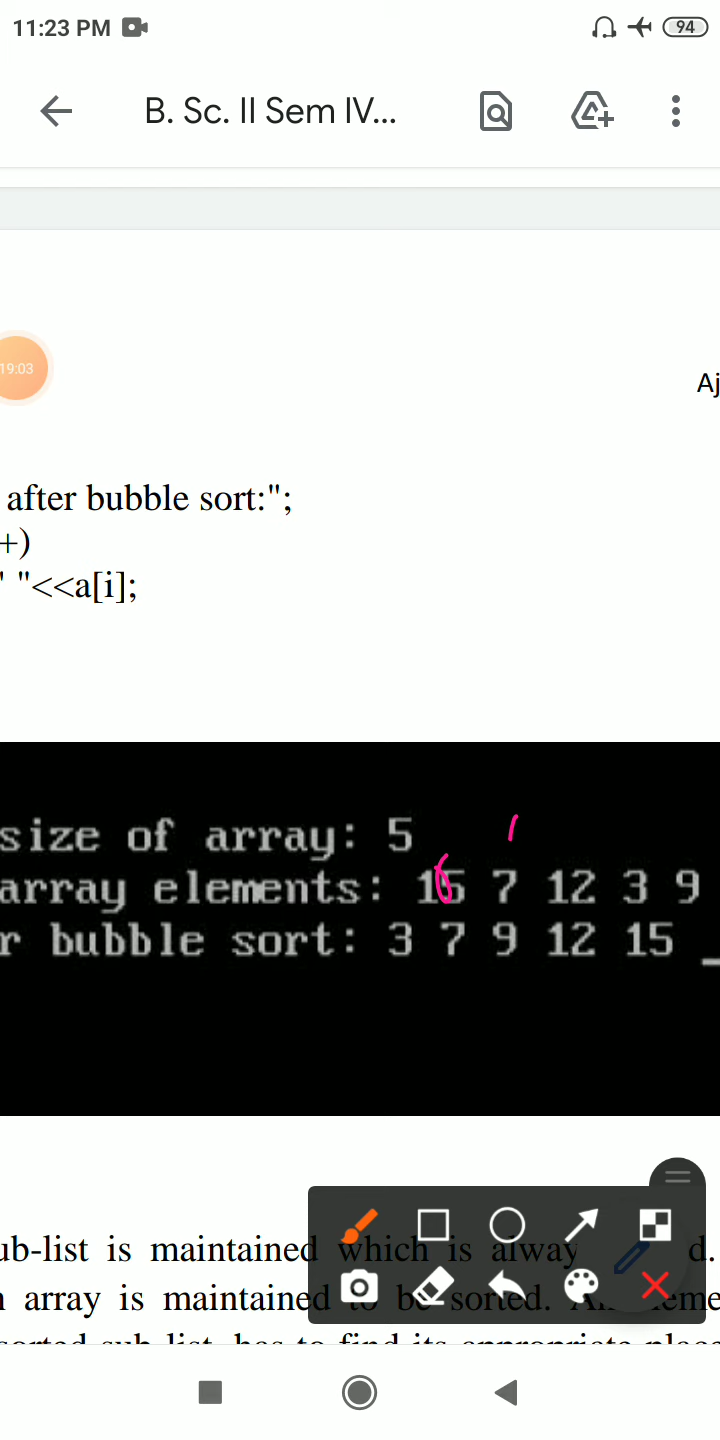 11:23 PM 94
B. Sc. II Sem IV...
19:03
Aj
after bubble sort:";
+)
" "<<a[i];
size of array: 5
array elements: 15 7 12 3 9
r bubble sort: 3 7 9 12 15 _
ub-list is maintained which is alway d.
array is maintained to be sorted.